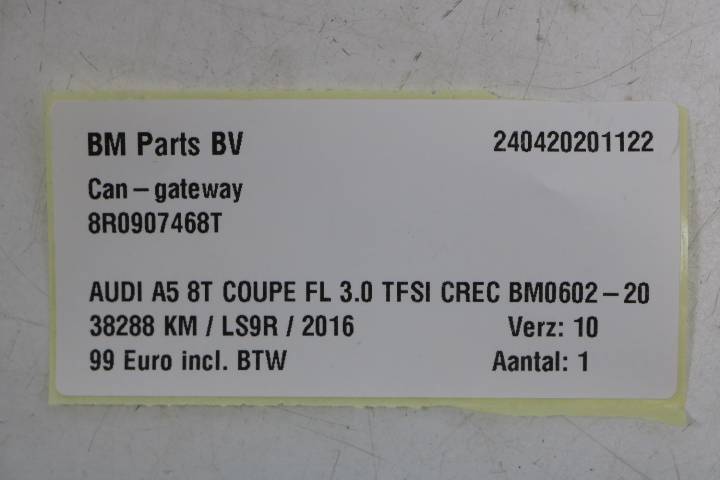 BM Parts BV 240420201122
Can-gateway
8R0907468T
AUDI A5 8T COUPE FL 3.0 TFSI CREC BM0602-20
38288 KM / LS9R / 2016 Verz: 10
99 Euro incl. BTW Aantal: 1